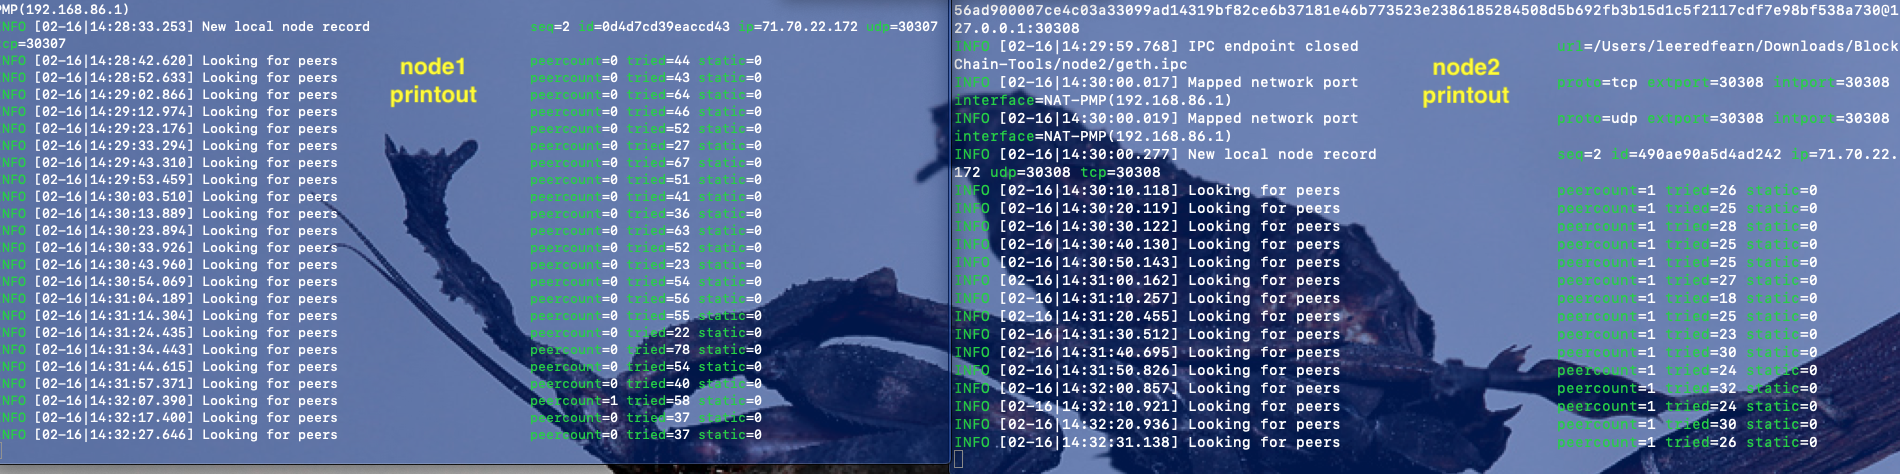 PMP(192.168.86.1)
INFO [02-16|14:28:33.253] New local node record seq=2 id=0d4d7cd39eaccd43 ip=71.70.22.172 udp=30307
tcp=30307
INFO [02-16|14:28:42.620] Looking for peers peercount=0 tried=44 static=0
INFO [02-16|14:28:52.633] Looking for peers peercount=0 tried=43 static=0
INFO [02-16|14:29:02.866] Looking for peers peercount=0 tried=64 static=0
INFO [02-16|14:29:12.974] Looking for peers peercount=0 tried=46 static=0
INFO [02-16|14:29:23.176] Looking for peers peercount=0 tried=52 static=0
INFO [02-16|14:29:33.294] Looking for peers peercount=0 tried=27 static=0
INFO [02-16|14:29:43.310] Looking for peers peercount=0 tried=67 static=0
INFO [02-16|14:29:53.459] Looking for peers peercount=0 tried=51 static=0
INFO [02-16|14:30:03.510] Looking for peers peercount=0 tried=41 static=0
INFO [02-16|14:30:13.889] Looking for peers peercount=0 tried=36 static=0
INFO [02-16|14:30:23.894] Looking for peers peercount=0 tried=63 static=0
INFO [02-16|14:30:33.926] Looking for peers peercount=0 tried=52 static=0
INFO [02-16|14:30:43.960] Looking for peers peercount=0 tried=23 static=0
INFO [02-16|14:30:54.069] Looking for peers peercount=0 tried=54 static=0
INFO [02-16|14:31:04.189] Looking for peers peercount=0 tried=56 static=0
INFO [02-16|14:31:14.304] Looking for peers peercount=0 tried=55 static=0
INFO [02-16|14:31:24.435] Looking for peers peercount=0 tried=22 static=0
INFO [02-16|14:31:34.443] Looking for peers peercount=0 tried=78 static=0
INFO [02-16|14:31:44.615] Looking for peers peercount=0 tried=54 static=0
INFO [02-16|14:31:57.371] Looking for peers peercount=0 tried=40 static=0
INFO [02-16|14:32:07.390] Looking for peers peercount=1 tried=58 static=0
INFO [02-16|14:32:17.400] Looking for peers peercount=0 tried=37 static=0
INFO [02-16|14:32:27.646] Looking for peers peercount=0 tried=37 static=0
node1
printout
56ad900007ce4c03a33099ad14319bf82ce6b37181e46b773523e2386185284508d5b692fb3b15d1c5f2117cdf7e98bf538a730@1
27.0.0.1:30308
INFO [02-16|14:29:59.768] IPC endpoint closed url=/Users/leeredfearn/Downloads/Block
Chain-Tools/node2/geth.ipc
INFO [02-16|14:30:00.017] Mapped network port proto=tcp extport=30308 intport=30308
interface=NAT-PMP(192.168.86.1)
INFO [02-16|14:30:00.019] Mapped network port proto=udp extport=30308 intport=30308
interface=NAT-PMP(192.168.86.1)
INFO [02-16|14:30:00.277] New local node record seq=2 id=490ae90a5d4ad242 ip=71.70.22.
172 udp=30308 tcp=30308
INFO [02-16|14:30:10.118] Looking for peers peercount=1 tried=26 static=0
INFO [02-16|14:30:20.119] Looking for peers peercount=1 tried=25 static=0
INFO [02-16|14:30:30.122] Looking for peers peercount=1 tried=28 static=0
INFO [02-16|14:30:40.130] Looking for peers peercount=1 tried=25 static=0
INFO [02-16|14:30:50.143] Looking for peers peercount=1 tried=25 static=0
INFO [02-16|14:31:00.162] Looking for peers peercount=1 tried=27 static=0
INFO [02-16|14:31:10.257] Looking for peers peercount=1 tried=18 static=0
INFO [02-16|14:31:20.455] Looking for peers peercount=1 tried=25 static=0
INFO [02-16|14:31:30.512] Looking for peers peercount=1 tried=23 static=0
INFO [02-16|14:31:40.695] Looking for peers peercount=1 tried=30 static=0
INFO [02-16|14:31:50.826] Looking for peers peercount=1 tried=24 static=0
INFO [02-16|14:32:00.857] Looking for peers peercount=1 tried=32 static=0
INFO [02-16|14:32:10.921] Looking for peers peercount=1 tried=24 static=0
INFO [02-16|14:32:20.936] Looking for peers peercount=1 tried=30 static=0
INFO [02-16|14:32:31.138] Looking for peers peercount=1 tried=26 static=0
node2
printout